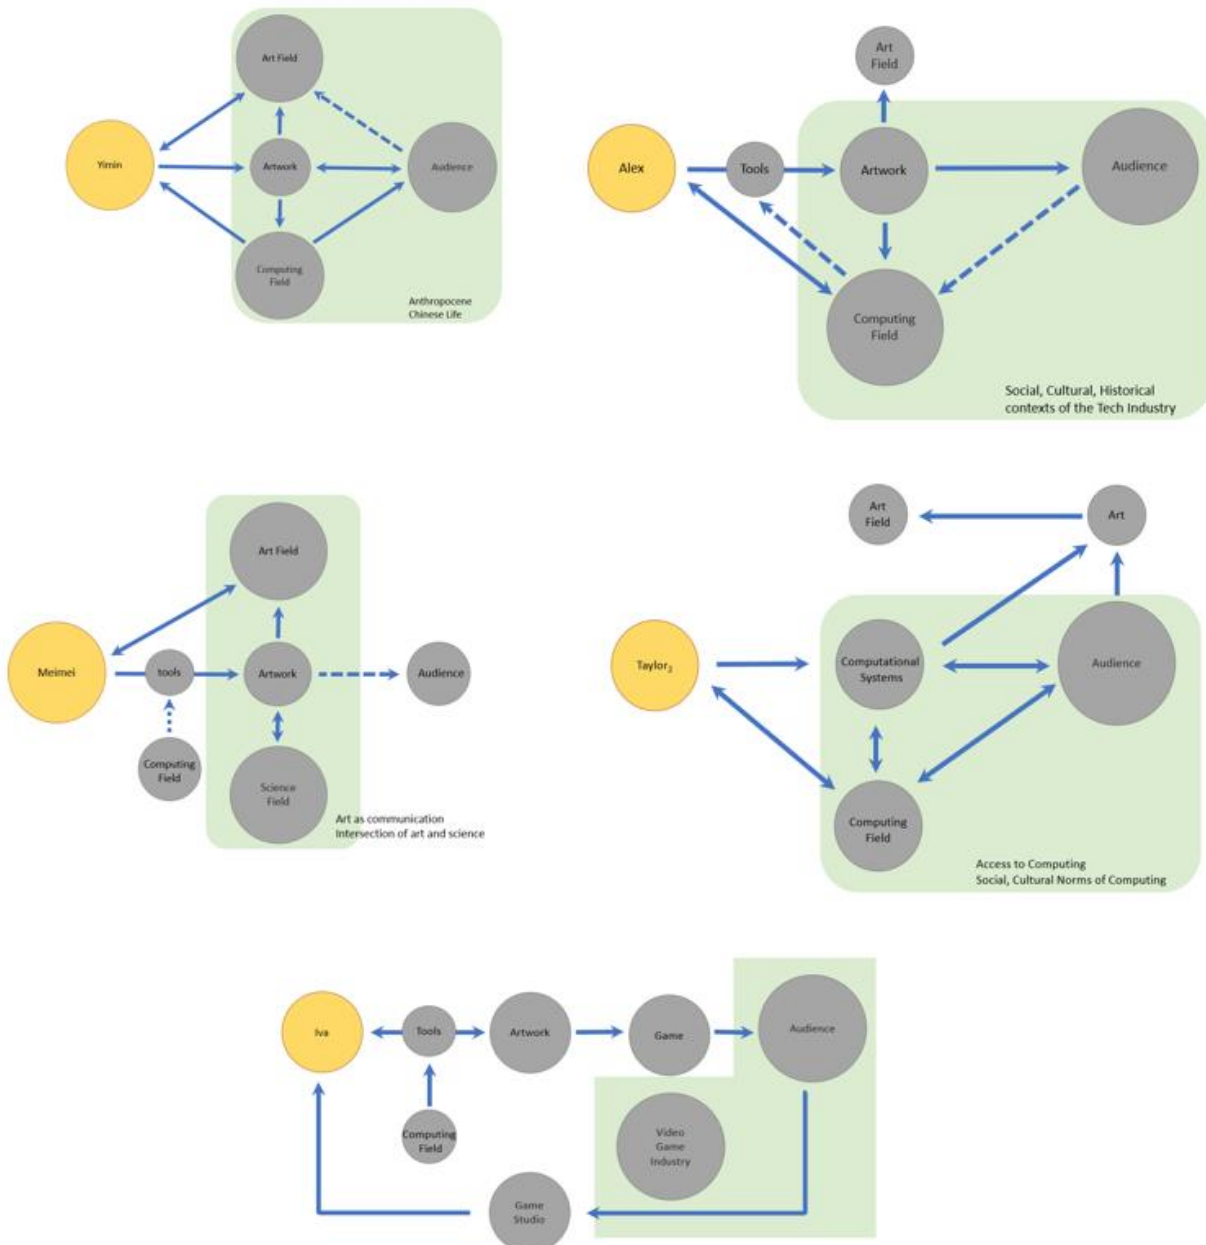 Art Field
Yimin
Artwork
Audience
Computing
Field
Anthropocene
Chinese Life
Art
Field
Alex
Tools
Artwork
Audience
Computing
Field
Social, Cultural, Historical
contexts of the Tech Industry
Art Field
Meimei
tools
Artwork
Audience
Computing
Field
Science
Field
Art as communication
Intersection of art and science
Art
Field
Art
Taylor₃
Computational
Systems
Audience
Computing
Field
Access to Computing
Social, Cultural Norms of Computing
Iva
Tools
Artwork
Game
Audience
Computing
Field
Video
Game
Industry
Game
Studio